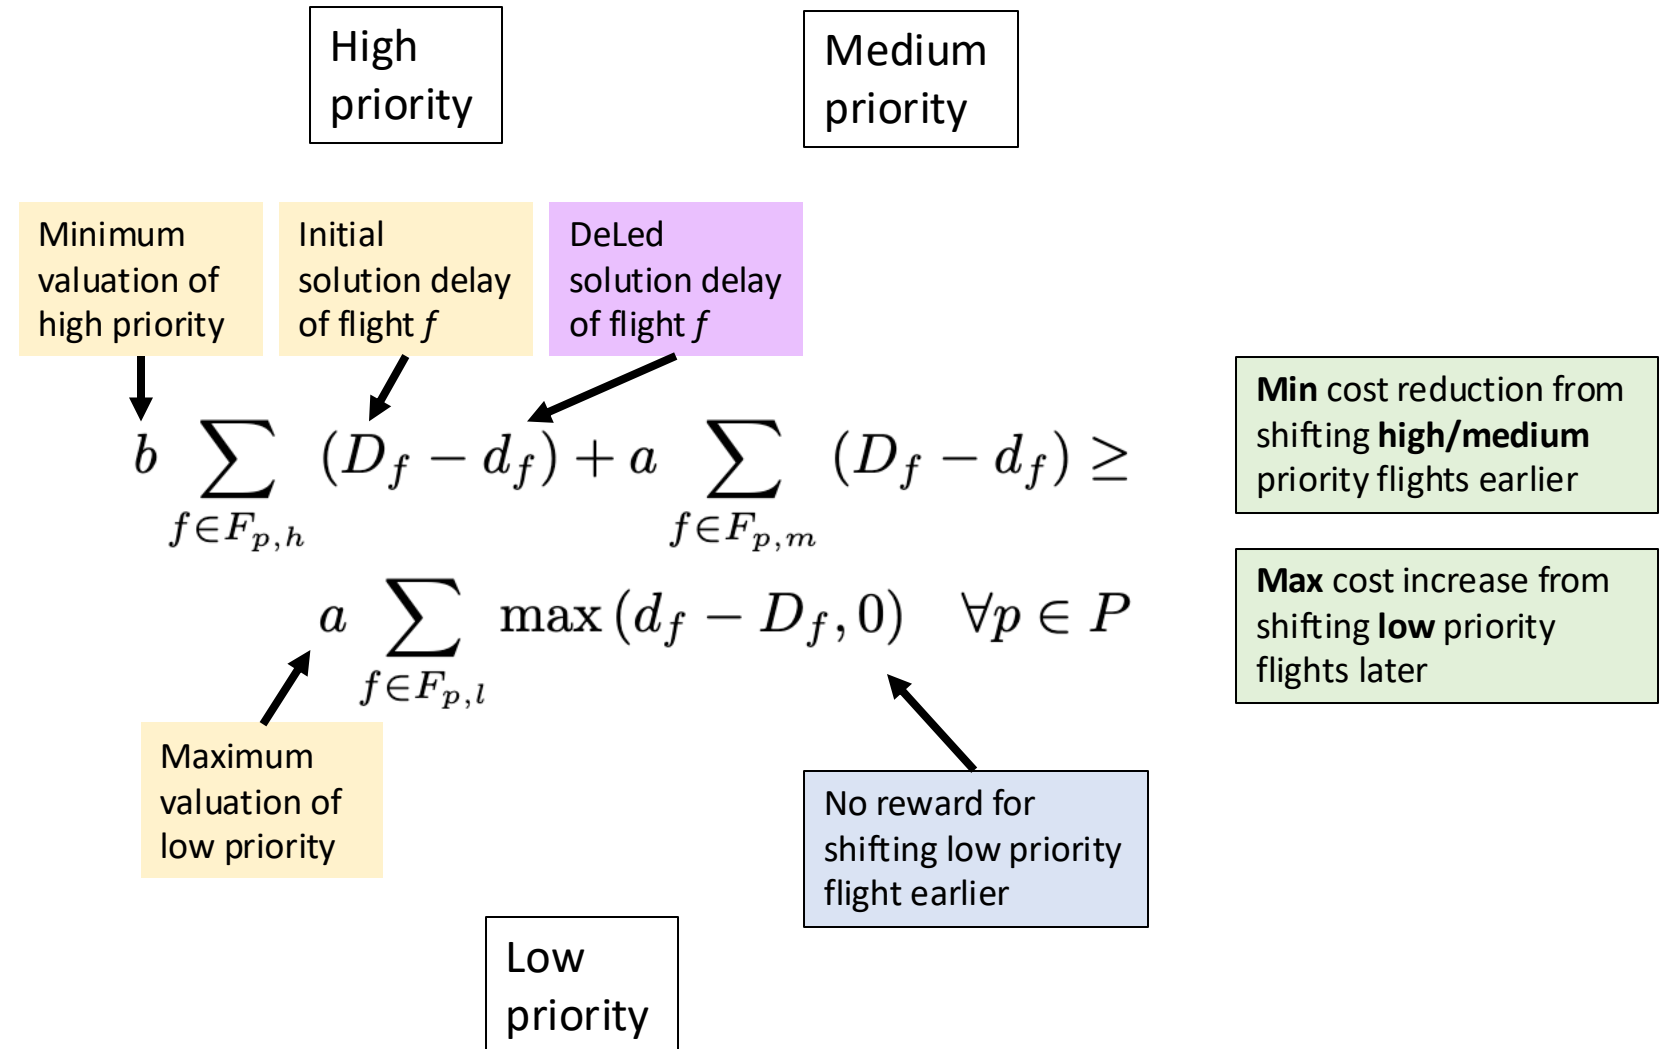 High
priority
Medium
priority
Minimum
valuation of
high priority
Initial
solution delay
of flight f
DeLed
solution delay
of flight f
b ∑_{f∈F_{p,h}} (D_f − d_f) + a ∑_{f∈F_{p,m}} (D_f − d_f) ≥
a ∑_{f∈F_{p,l}} max (d_f − D_f, 0) ∀p ∈ P
Min cost reduction from
shifting high/medium
priority flights earlier
Max cost increase from
shifting low priority
flights later
Maximum
valuation of
low priority
No reward for
shifting low priority
flight earlier
Low
priority